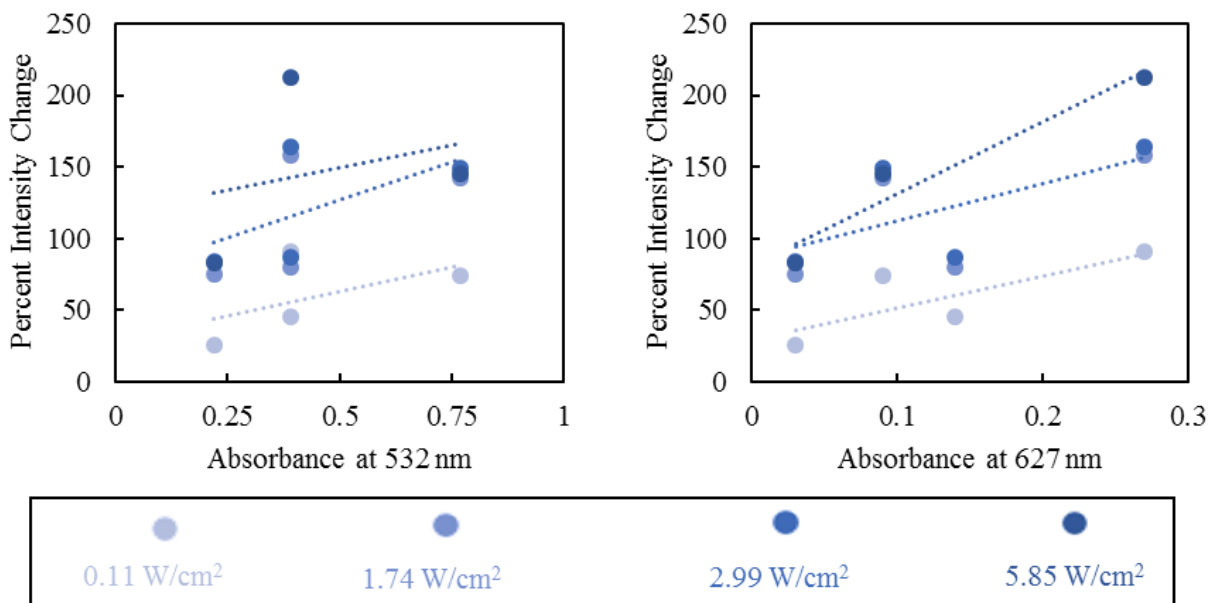 Percent Intensity Change
250
200
150
100
50
0
0 0.25 0.5 0.75 1
Absorbance at 532 nm
Percent Intensity Change
250
200
150
100
50
0
0 0.1 0.2 0.3
Absorbance at 627 nm
0.11 W/cm² 1.74 W/cm² 2.99 W/cm² 5.85 W/cm²